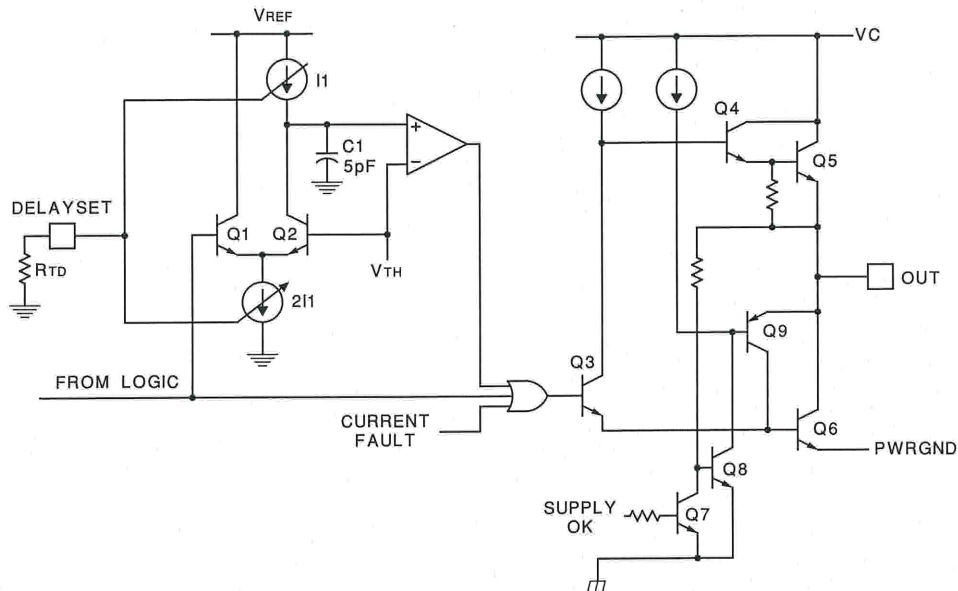 VREF
VC
I1
Q4
C1
5pF
+
−
Q5
DELAYSET
Q1
Q2
RTD
VTH
OUT
2I1
Q9
FROM LOGIC
Q3
CURRENT
FAULT
Q6
PWRGND
Q8
SUPPLY
OK
Q7